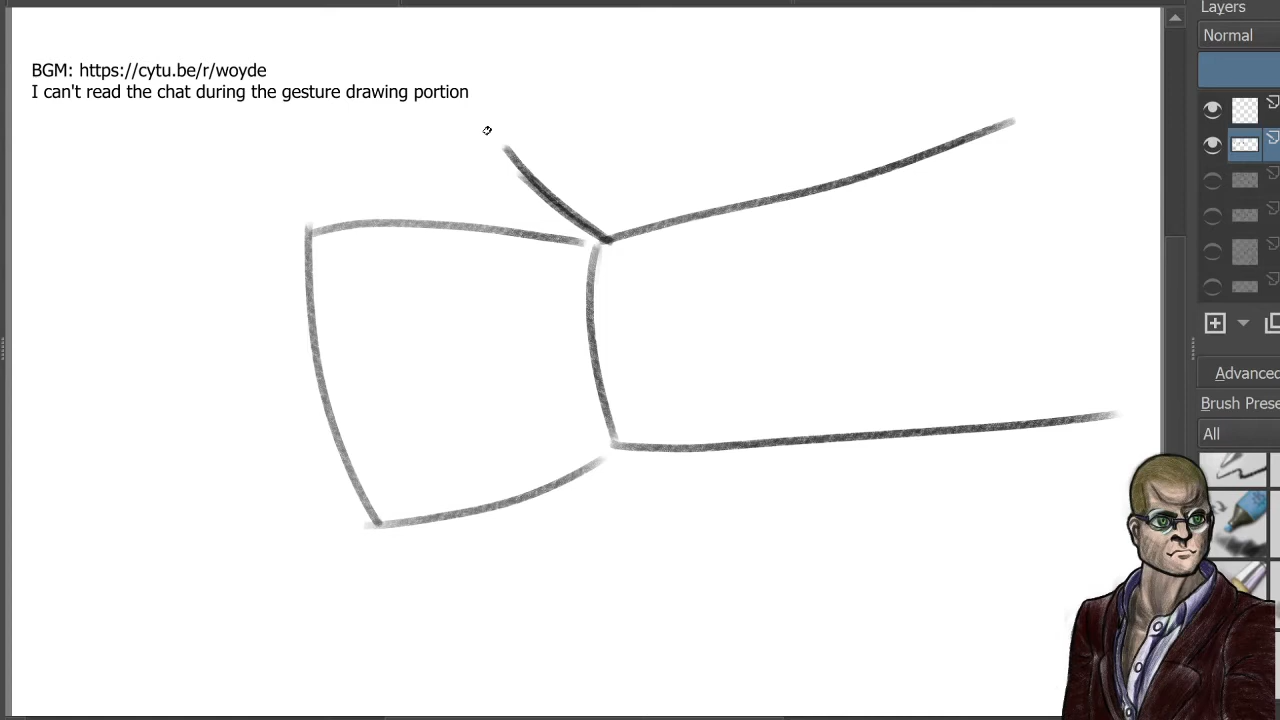 BGM: https://cytu.be/r/woyde
I can't read the chat during the gesture drawing portion
Layers
Normal
Advanced
Brush Prese
All